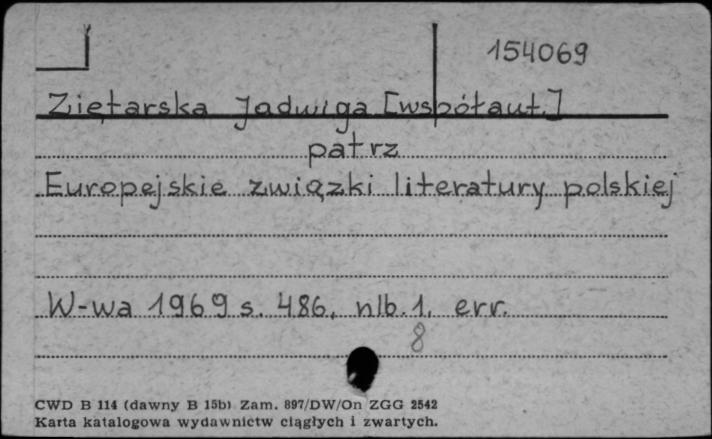 154069
Ziętarska Jadwiga [współaut.]
patrz
Europejskie związki literatury polskiej
W-wa 1969 s. 486, nlb. 1, err.
8
CWD B 114 (dawny B 15b) Zam. 897/DW/On ZGG 2542
Karta katalogowa wydawnictw ciągłych i zwartych.